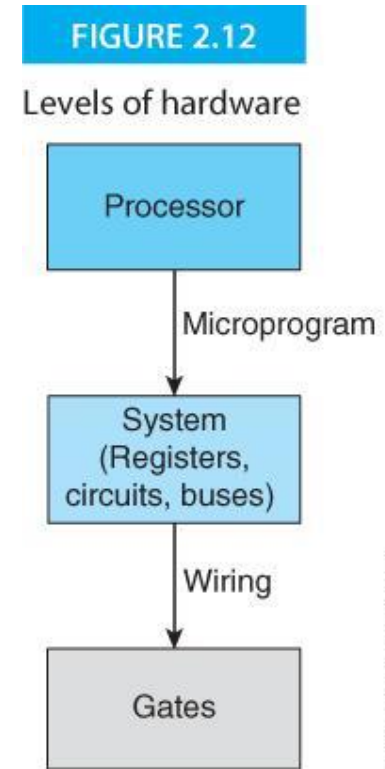 FIGURE 2.12
Levels of hardware
Processor
Microprogram
System
(Registers,
circuits, buses)
Wiring
Gates